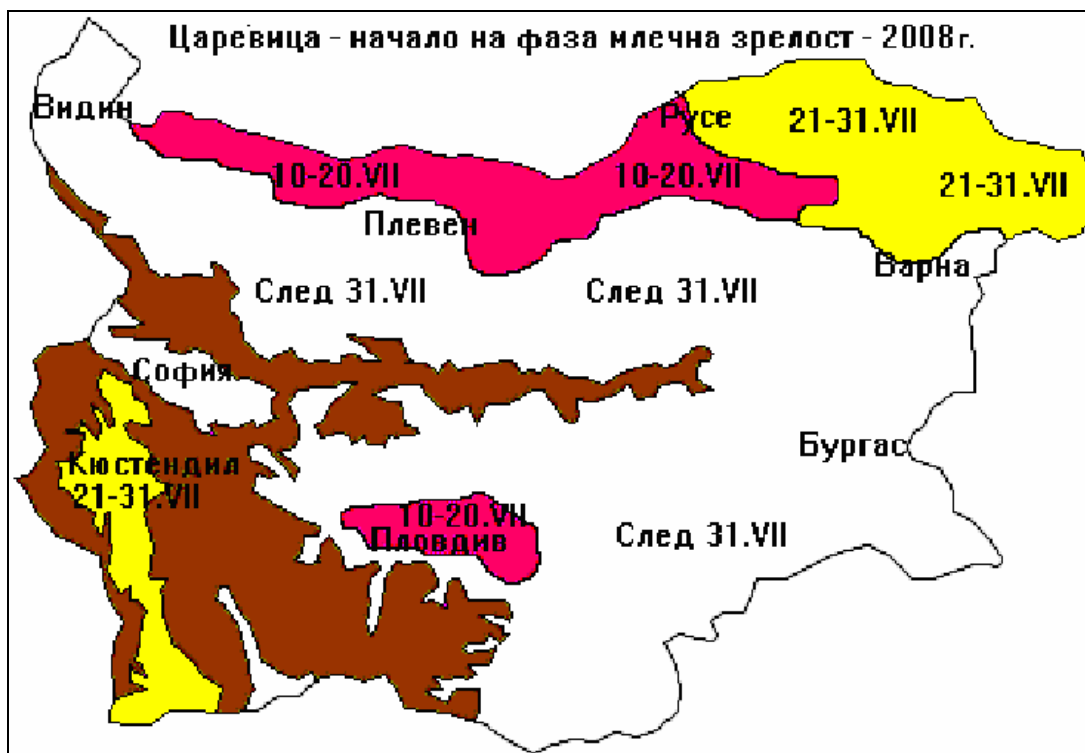 Царевица - начало на фаза млечна зрелост - 2008г.
Видин
Русе
21-31.VII
10-20.VII
10-20.VII
21-31.VII
Плевен
Варна
След 31.VII
След 31.VII
София
Бургас
Кюстендил
21-31.VII
10-20.VII
Пловдив
След 31.VII